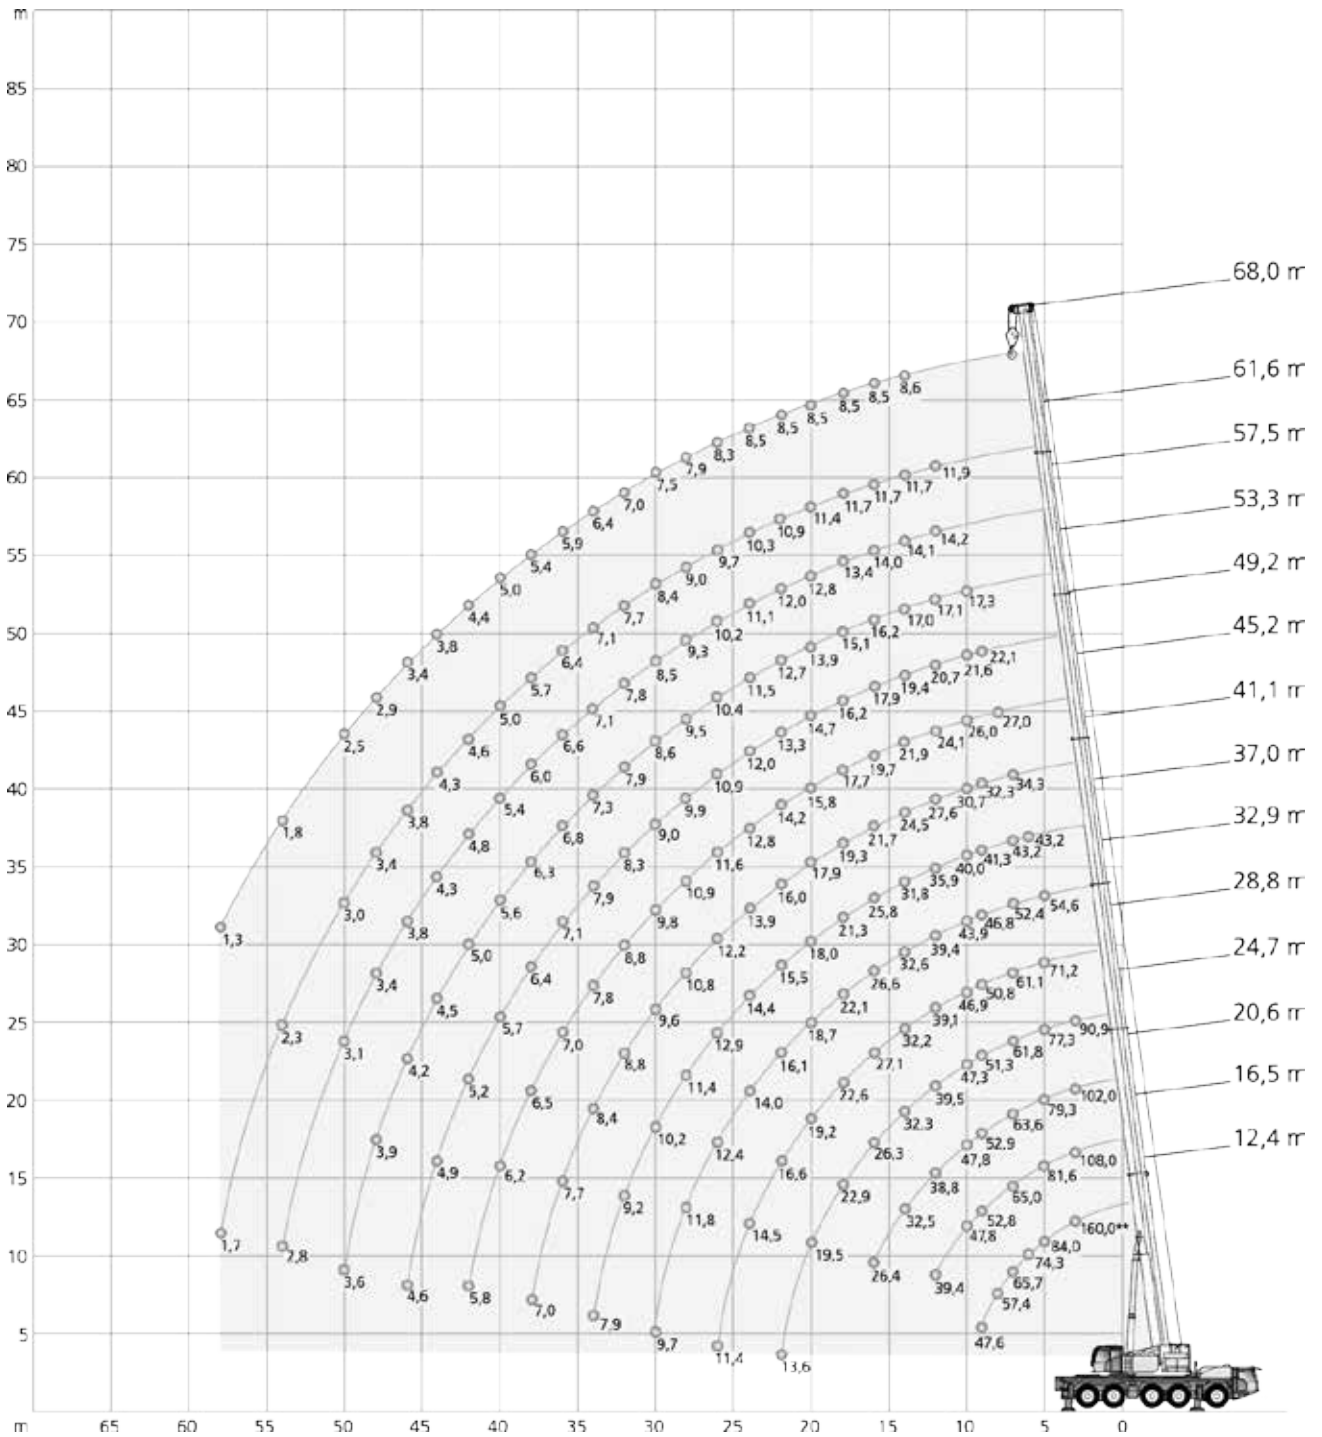 m
85
80
75
70
65
60
55
50
45
40
35
30
25
20
15
10
5
68,0 m
61,6 m
57,5 m
53,3 m
49,2 m
45,2 m
41,1 m
37,0 m
32,9 m
28,8 m
24,7 m
20,6 m
16,5 m
12,4 m
1,3 1,8 2,5 2,9 3,4 3,8 4,4 5,0 5,4 5,9 6,4 7,0 7,5 7,9 8,3 8,5 8,5 8,5 8,5 8,5 8,6
1,7 2,3 3,0 3,4 3,8 4,3 4,6 5,0 5,7 6,4 7,1 7,7 8,4 9,0 9,7 10,3 10,9 11,4 11,7 11,7 11,7 11,9
2,8 3,1 3,4 3,8 4,3 4,8 5,4 6,0 6,6 7,1 7,8 8,5 9,3 10,2 11,1 12,0 12,8 13,4 14,0 14,1 14,2
3,6 3,9 4,2 4,5 5,0 5,6 6,3 6,8 7,3 7,9 8,6 9,5 10,4 11,5 12,7 13,9 15,1 16,2 17,0 17,1 17,3
4,6 4,9 5,2 5,7 6,4 7,1 7,9 8,3 9,0 9,9 10,9 12,0 13,3 14,7 16,2 17,9 19,4 20,7 21,6 22,1
5,8 6,2 6,5 7,0 7,8 8,8 9,8 10,9 11,6 12,8 14,2 15,8 17,7 19,7 21,9 24,1 26,0 27,0
7,0 7,7 8,4 8,8 9,6 10,8 12,2 13,9 16,0 17,9 19,3 21,7 24,5 27,6 30,7 32,3 34,3
7,9 9,2 10,2 11,4 12,9 14,4 15,5 18,0 21,3 25,8 31,8 35,9 40,0 41,3 43,2 43,2
9,7 11,8 12,4 14,0 16,1 18,7 22,1 26,6 32,6 39,4 43,9 46,8 52,4 54,6
11,4 14,5 16,6 19,2 22,6 27,1 32,2 39,1 46,9 50,8 61,1 71,2
13,6 19,5 22,9 26,3 32,3 39,5 47,3 51,3 61,8 77,3 90,9
26,4 32,5 38,8 47,8 52,9 63,6 79,3 102,0
39,4 47,8 52,8 65,0 81,6 108,0
47,6 57,4 65,7 74,3 84,0 160,0**
m 65 60 55 50 45 40 35 30 25 20 15 10 5 0